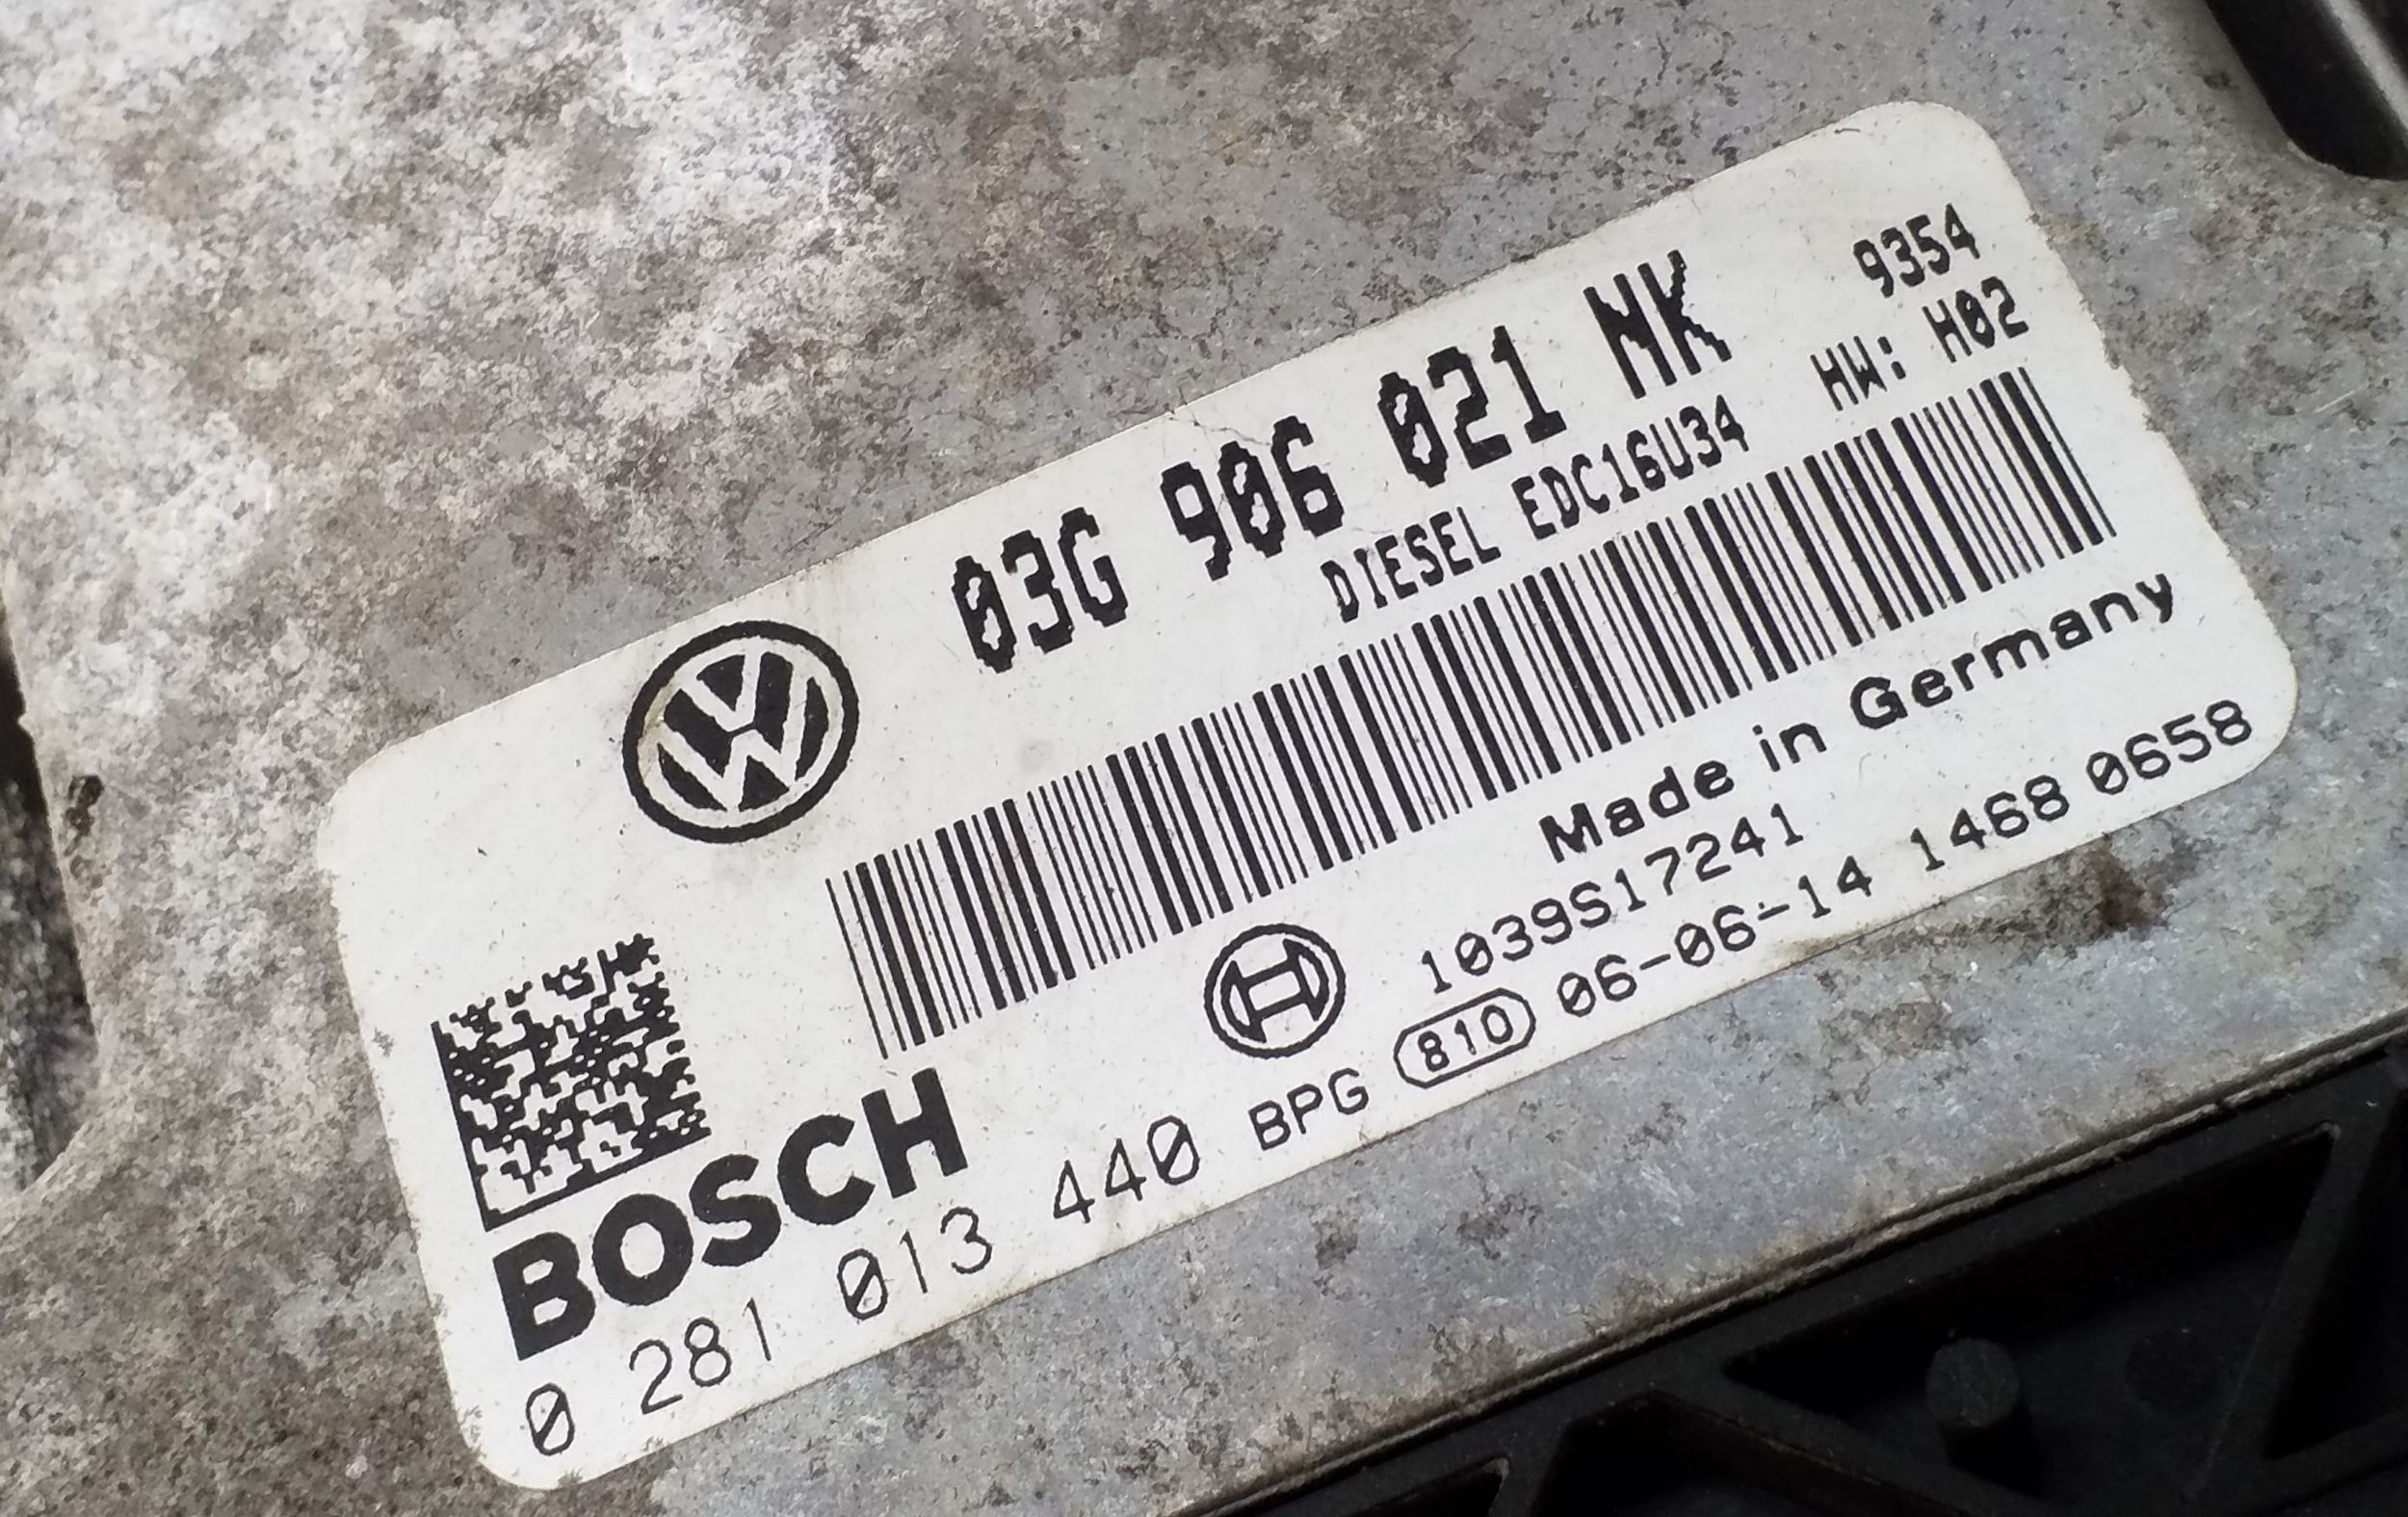 9354
03G 906 021 NK
HW: H02
DIESEL EDC16U34
Made in Germany
1039S17241
BOSCH
0 281 013 440 BPG 810 06-06-14 1468 0658